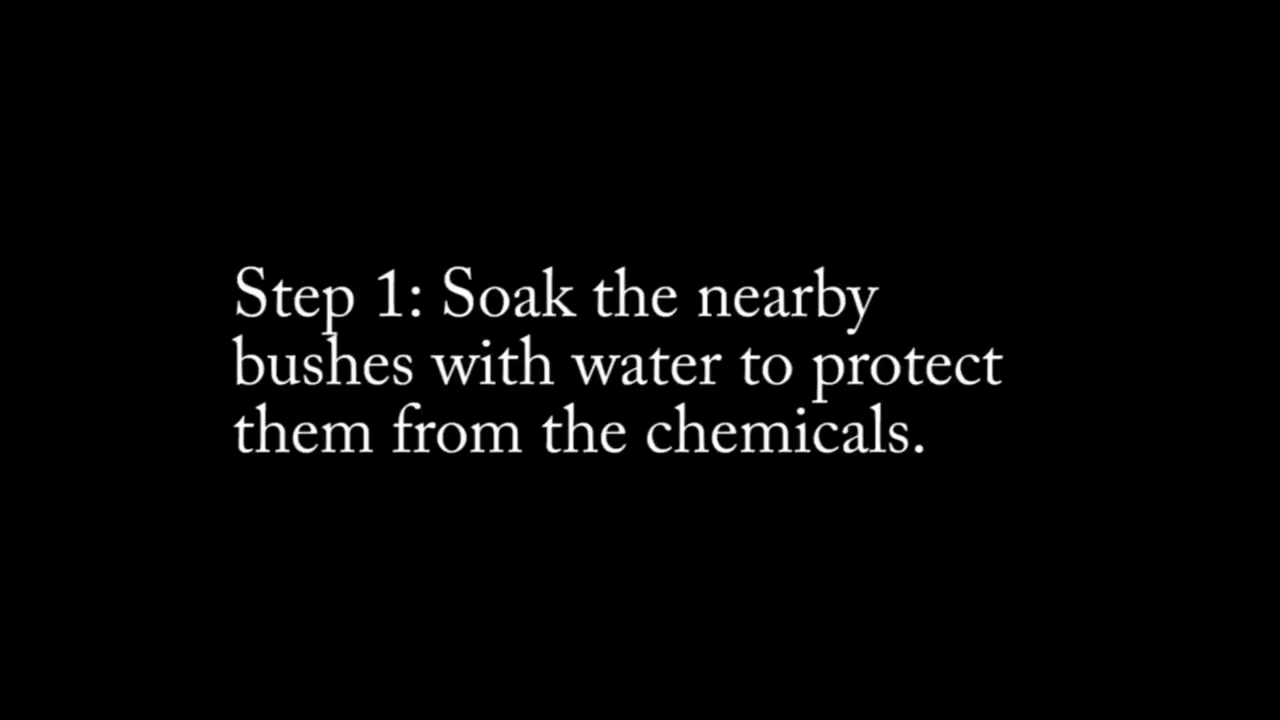 Step 1: Soak the nearby
bushes with water to protect
them from the chemicals.